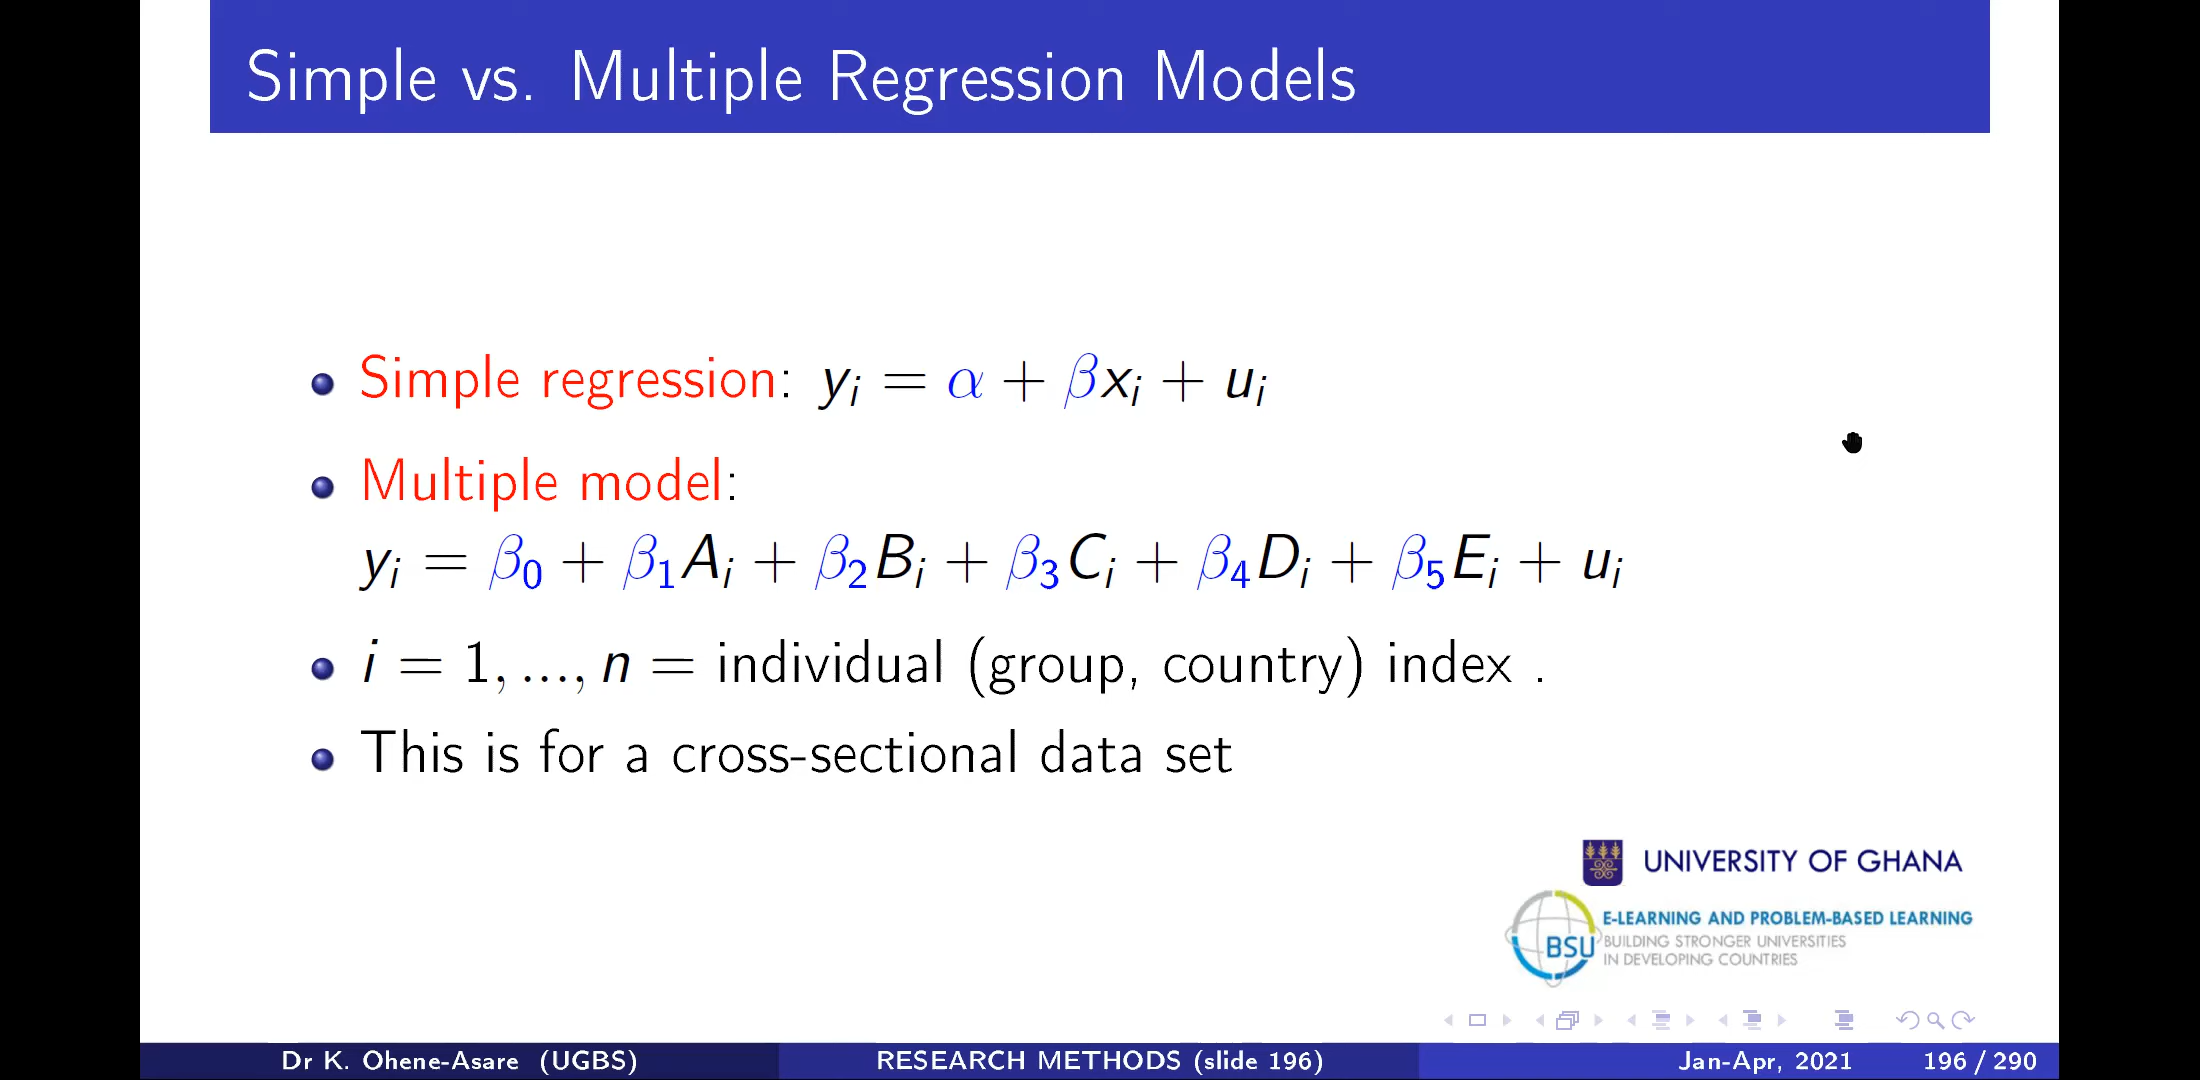 Simple vs. Multiple Regression Models
Simple regression: yᵢ = α + βxᵢ + uᵢ
Multiple model:
yᵢ = β₀ + β₁Aᵢ + β₂Bᵢ + β₃Cᵢ + β₄Dᵢ + β₅Eᵢ + uᵢ
i = 1, ..., n = individual (group, country) index .
This is for a cross-sectional data set
UNIVERSITY OF GHANA
E-LEARNING AND PROBLEM-BASED LEARNING
BSU BUILDING STRONGER UNIVERSITIES
IN DEVELOPING COUNTRIES
Dr K. Ohene-Asare (UGBS) RESEARCH METHODS (slide 196) Jan-Apr, 2021 196 / 290